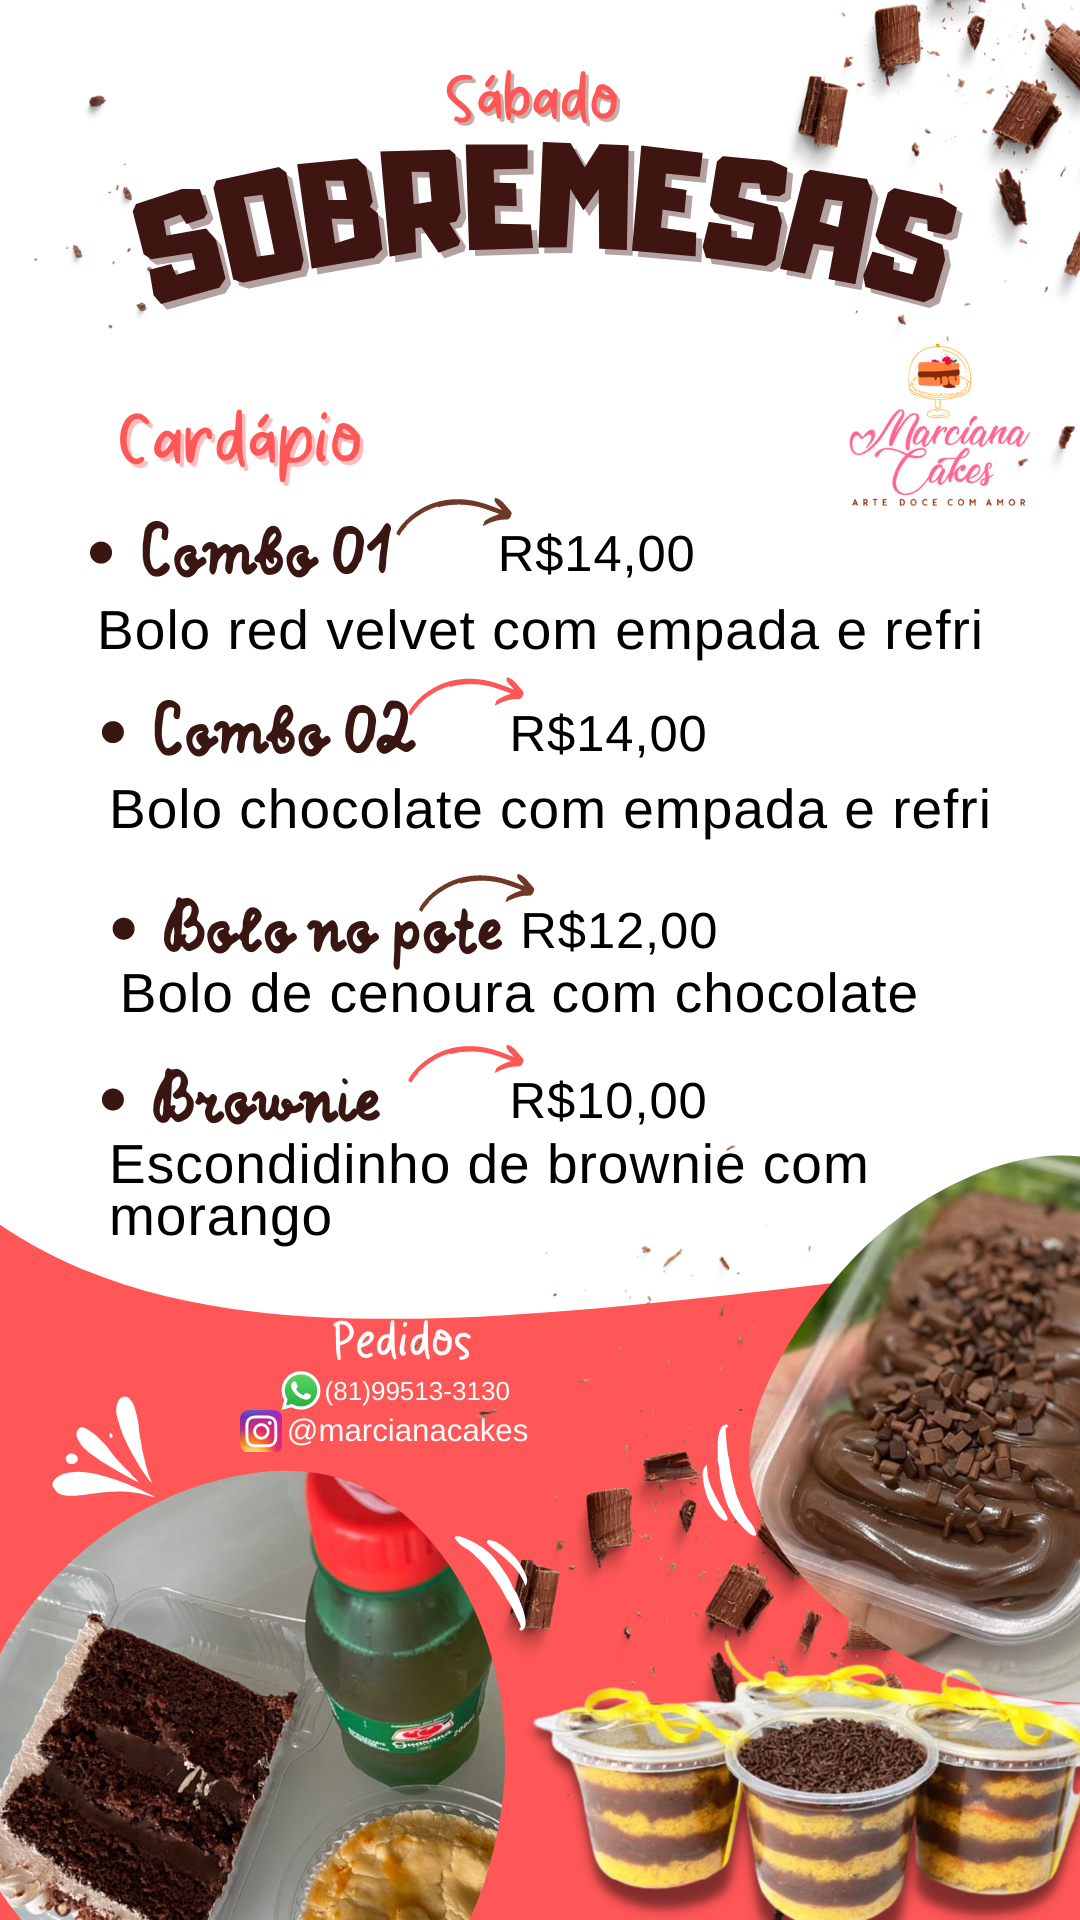 Sábado
SOBREMESAS
Marciana
Cakes
ARTE DOCE COM AMOR
Cardápio
• Combo 01 R$14,00
Bolo red velvet com empada e refri
• Combo 02 R$14,00
Bolo chocolate com empada e refri
• Bolo no pote R$12,00
Bolo de cenoura com chocolate
• Brownie R$10,00
Escondidinho de brownie com
morango
Pedidos
(81)99513-3130
@marcianacakes
Guaraná